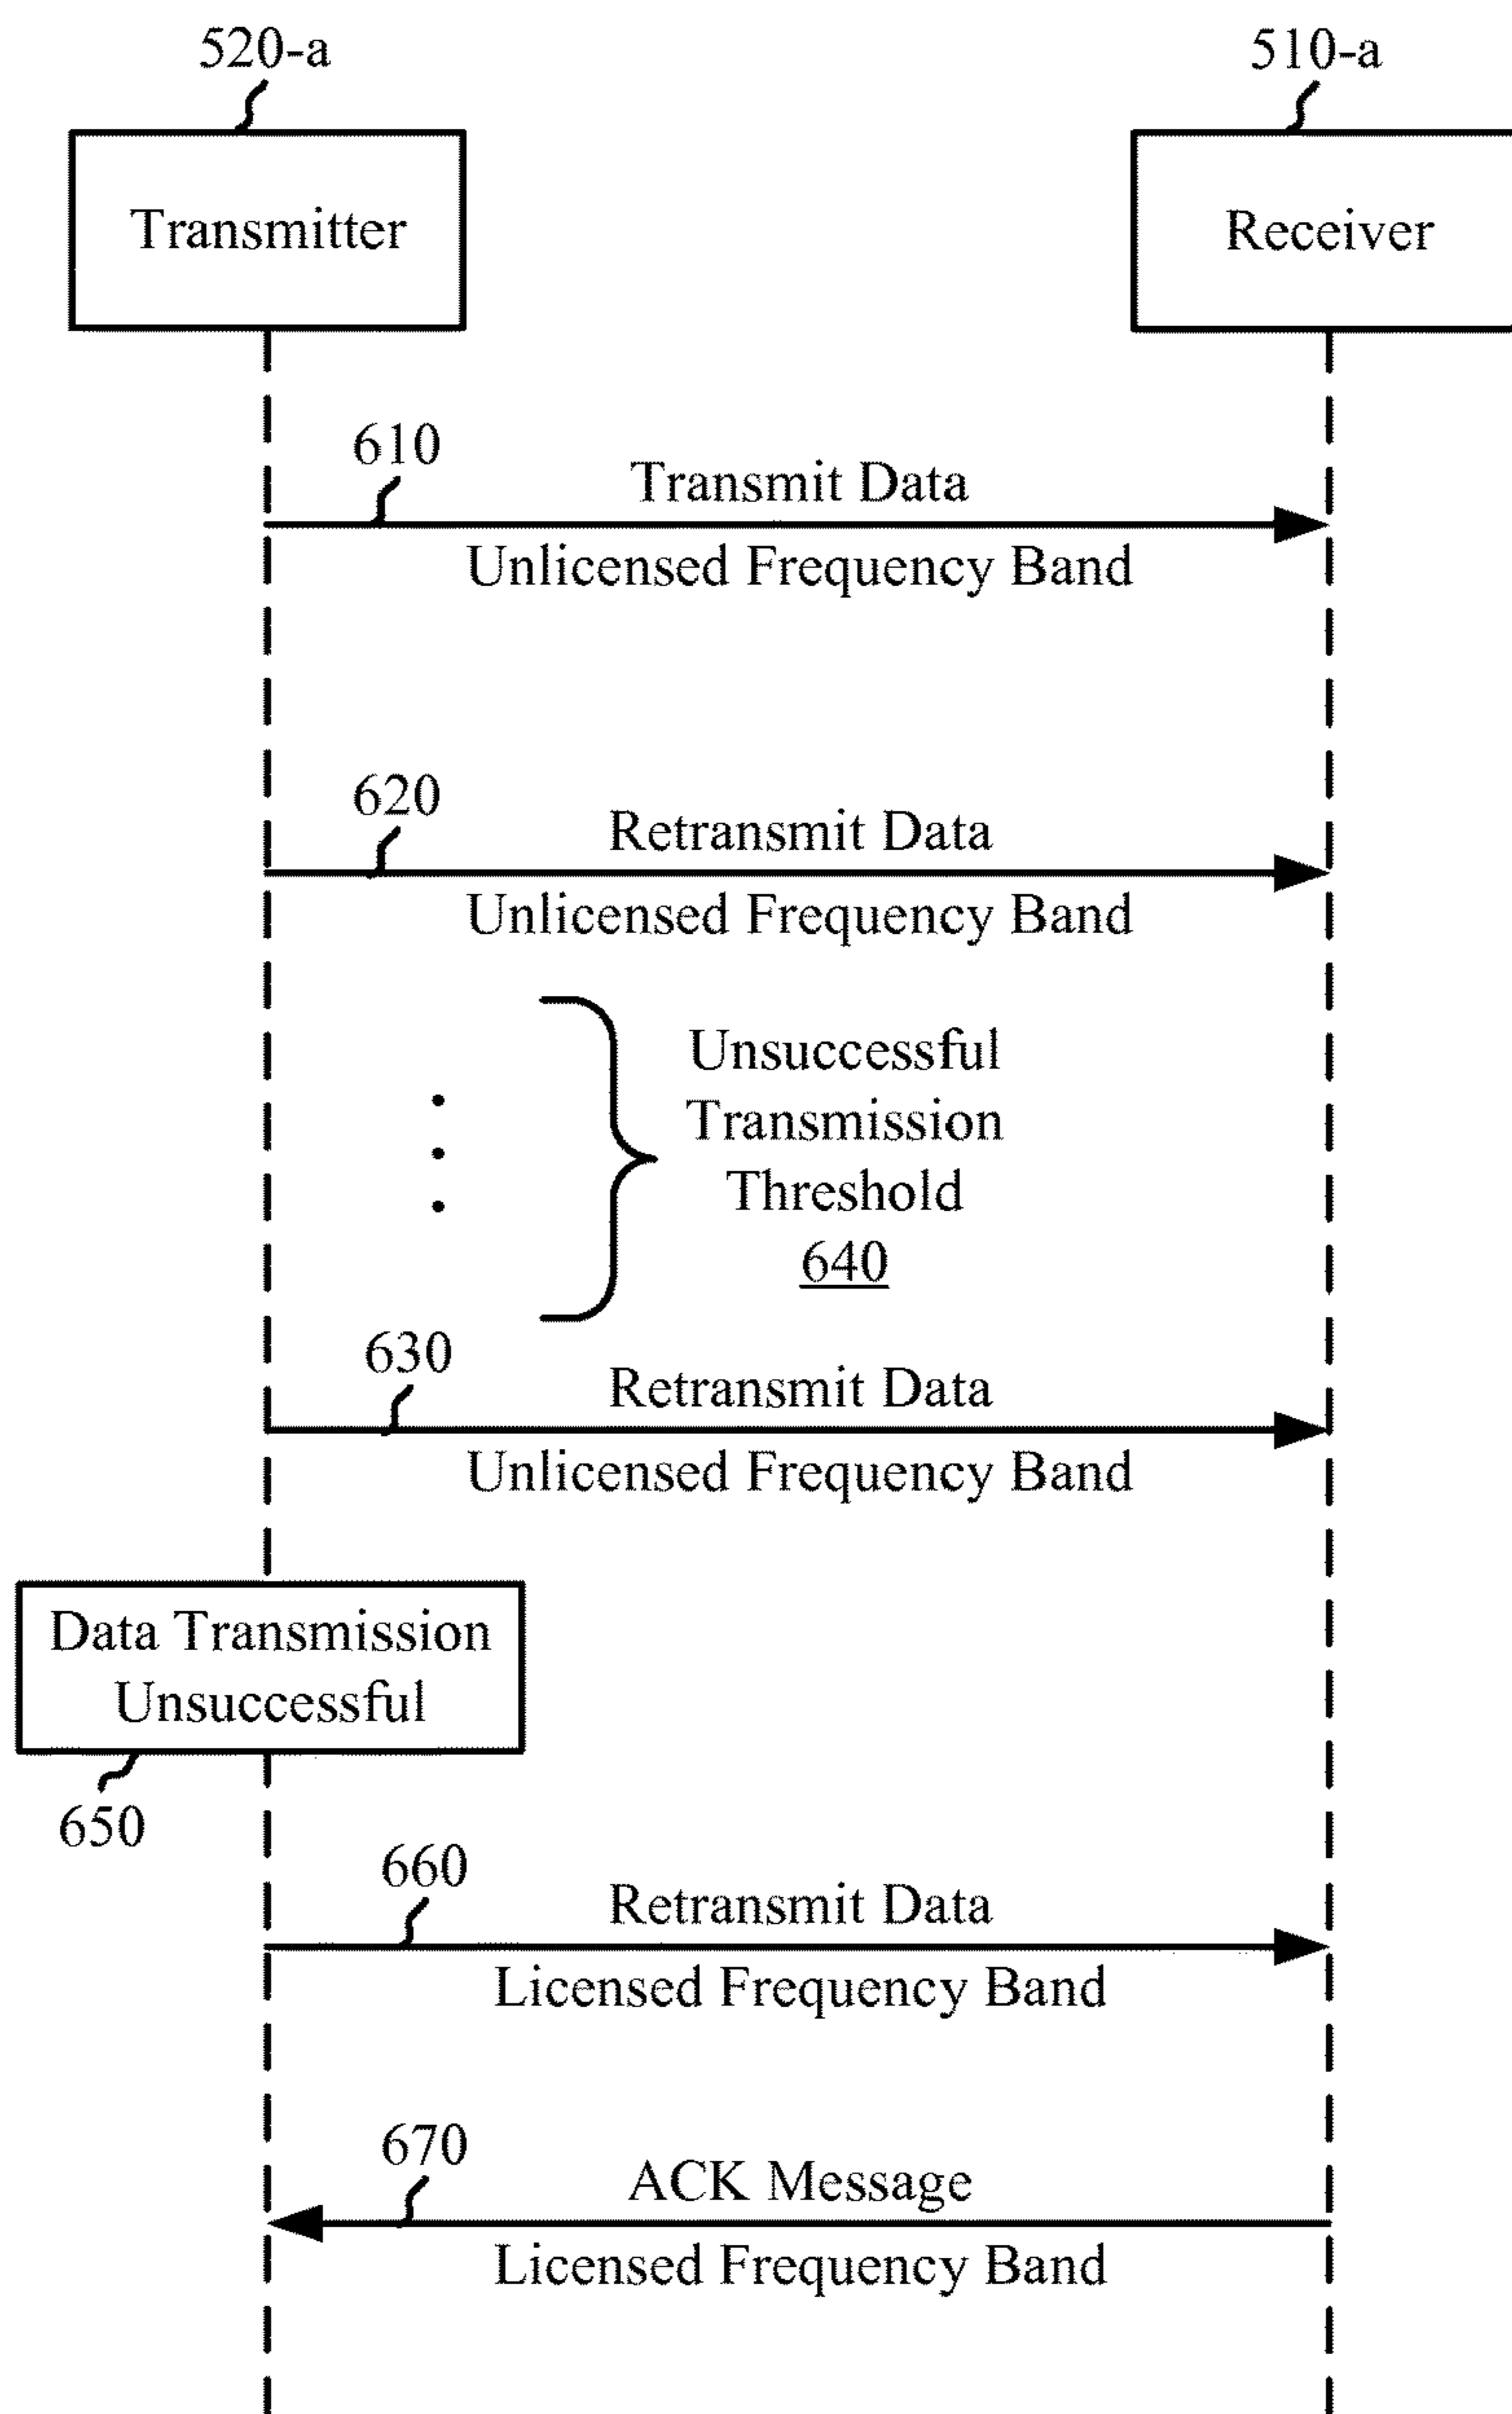 520-a
510-a
Transmitter
Receiver
610
Transmit Data
Unlicensed Frequency Band
620
Retransmit Data
Unlicensed Frequency Band
Unsuccessful
Transmission
Threshold
640
630
Retransmit Data
Unlicensed Frequency Band
Data Transmission
Unsuccessful
650
660
Retransmit Data
Licensed Frequency Band
670
ACK Message
Licensed Frequency Band